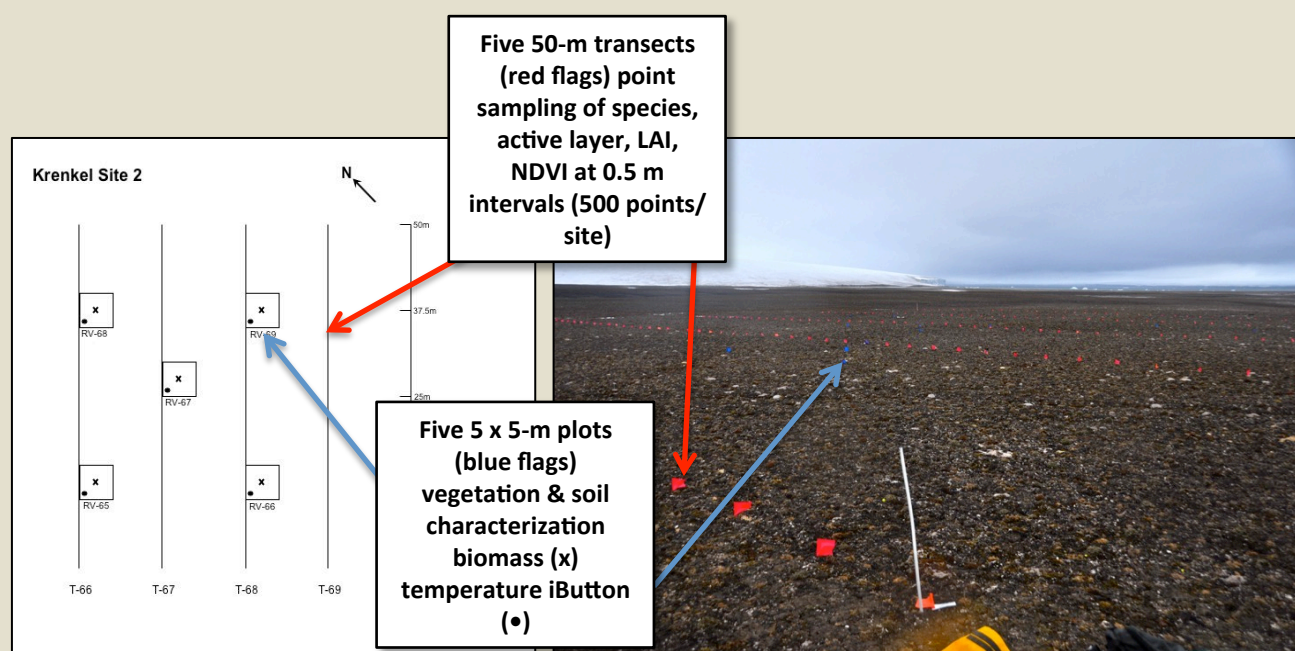 Five 50-m transects
(red flags) point
sampling of species,
active layer, LAI,
NDVI at 0.5 m
intervals (500 points/
site)
Krenkel Site 2
N
50m
x
x
37.5m
RV-68
RV-69
x
25m
RV-67
Five 5 x 5-m plots
(blue flags)
vegetation & soil
characterization
biomass (x)
temperature iButton
(•)
x
x
RV-65
RV-66
T-66
T-67
T-68
T-69